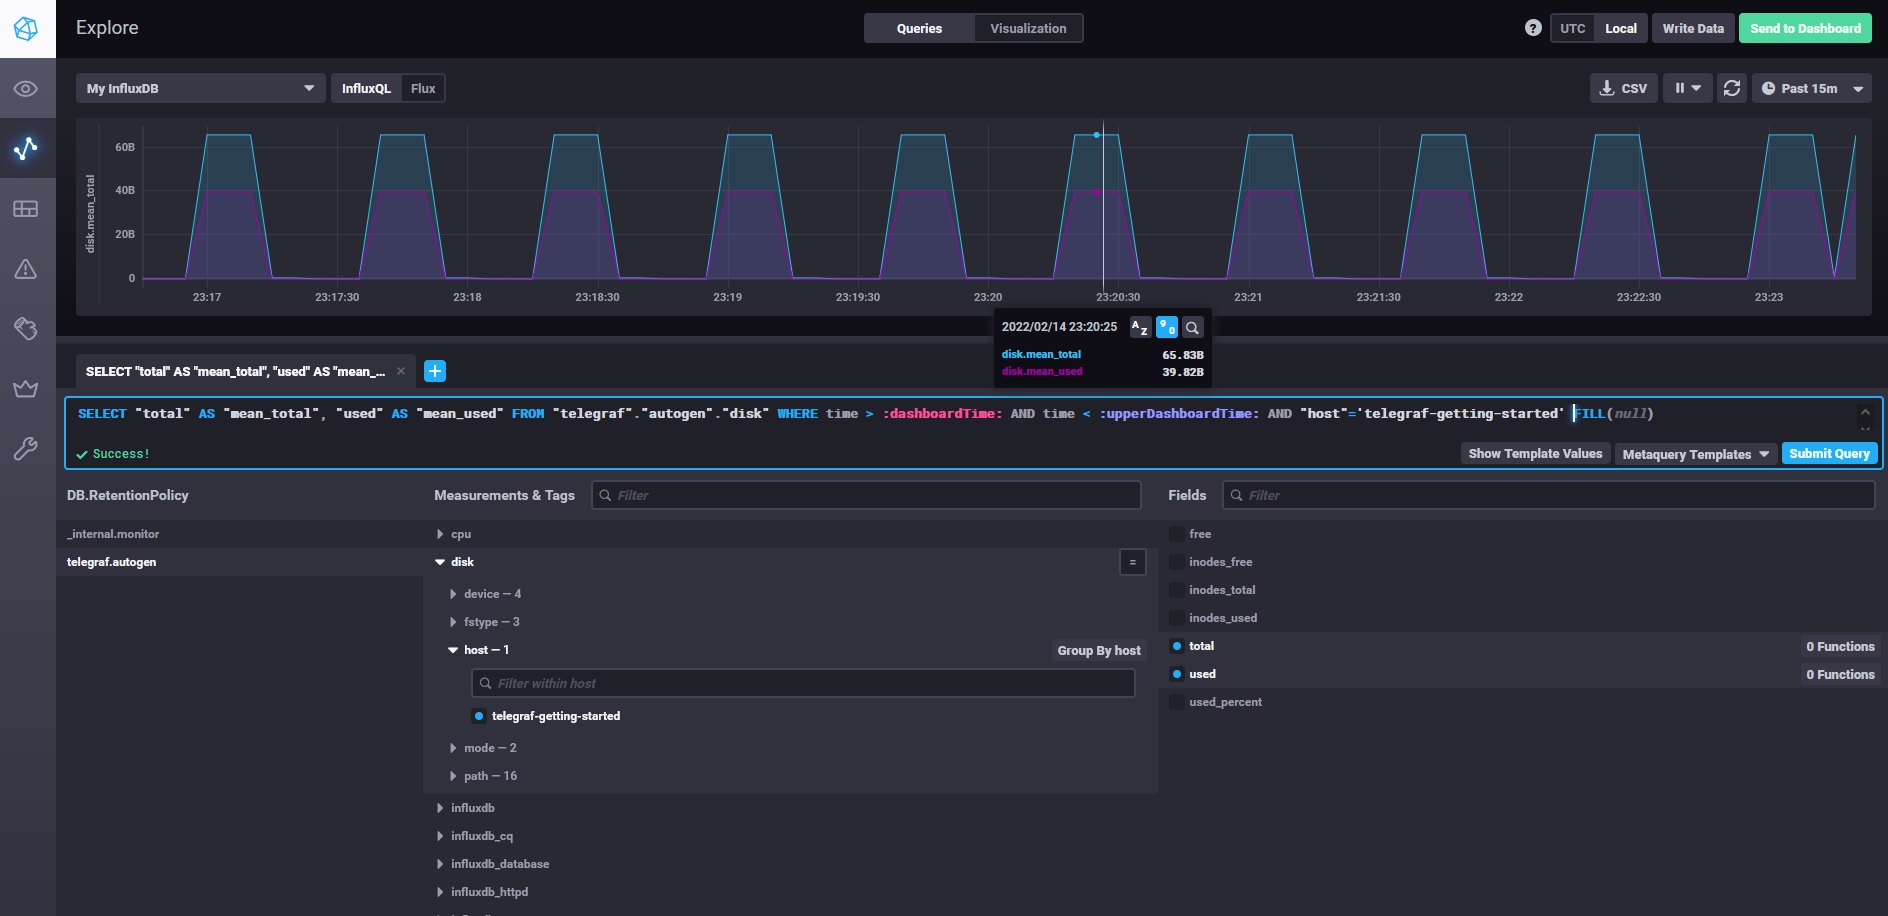 Explore
Queries Visualization
? UTC Local Write Data Send to Dashboard
My InfluxDB InfluxQL Flux
CSV Past 15m
disk.mean_total
60B
40B
20B
0
23:17 23:17:30 23:18 23:18:30 23:19 23:19:30 23:20 23:20:30 23:21 23:21:30 23:22 23:22:30 23:23
2022/02/14 23:20:25 A Z 9 0
disk.mean_total 65.83B
disk.mean_used 39.82B
SELECT "total" AS "mean_total", "used" AS "mean_... × +
SELECT "total" AS "mean_total", "used" AS "mean_used" FROM "telegraf"."autogen"."disk" WHERE time > :dashboardTime: AND time < :upperDashboardTime: AND "host"='telegraf-getting-started' FILL(null)
Success!
Show Template Values Metaquery Templates Submit Query
DB.RetentionPolicy Measurements & Tags Filter Fields Filter
_internal.monitor
telegraf.autogen
cpu
disk =
device — 4
fstype — 3
host — 1 Group By host
Filter within host
telegraf-getting-started
mode — 2
path — 16
influxdb
influxdb_cq
influxdb_database
influxdb_httpd
free
inodes_free
inodes_total
inodes_used
total 0 Functions
used 0 Functions
used_percent